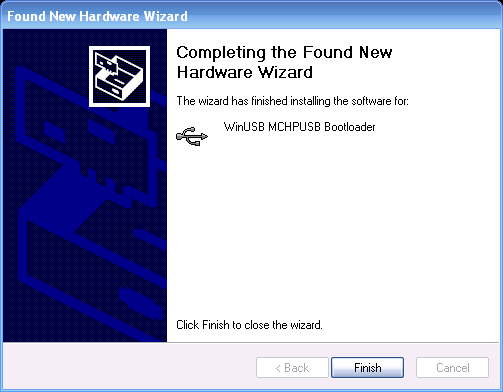 Found New Hardware Wizard
Completing the Found New
Hardware Wizard
The wizard has finished installing the software for:
WinUSB MCHPUSB Bootloader
Click Finish to close the wizard.
< Back
Finish
Cancel